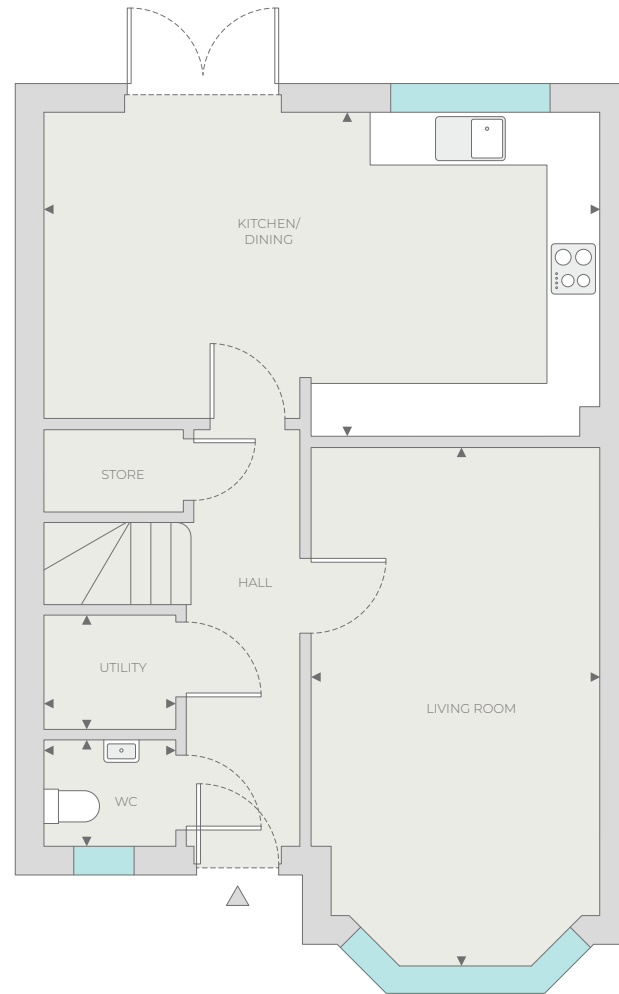 KITCHEN/
DINING
STORE
HALL
UTILITY
LIVING ROOM
WC